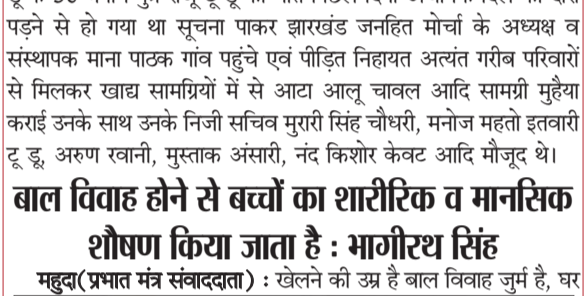 पड़ने से हो गया था सूचना पाकर झारखंड जनहित मोर्चा के अध्यक्ष व
संस्थापक माना पाठक गांव पहुंचे एवं पीड़ित निहायत अत्यंत गरीब परिवारों
से मिलकर खाद्य सामग्रियों में से आटा आलू चावल आदि सामग्री मुहैया
कराई उनके साथ उनके निजी सचिव मुरारी सिंह चौधरी, मनोज महतो इतवारी
टू डू, अरुण रवानी, मुस्ताक अंसारी, नंद किशोर केवट आदि मौजूद थे।
बाल विवाह होने से बच्चों का शारीरिक व मानसिक
शौषण किया जाता है : भागीरथ सिंह
महुदा(प्रभात मंत्र संवाददाता) : खेलने की उम्र है बाल विवाह जुर्म है, घर